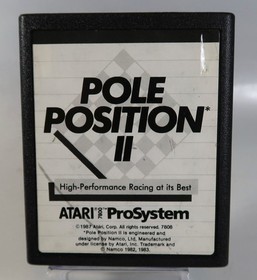 POLE
POSITION*
II
High-Performance Racing at its Best
ATARI 7800 ProSystem
©1987 Atari, Corp. All rights reserved. 7808
*Pole Position II is engineered and
designed by Namco, Ltd. Manufactured
under license by Atari, Inc. Trademark and
© Namco 1982, 1983.